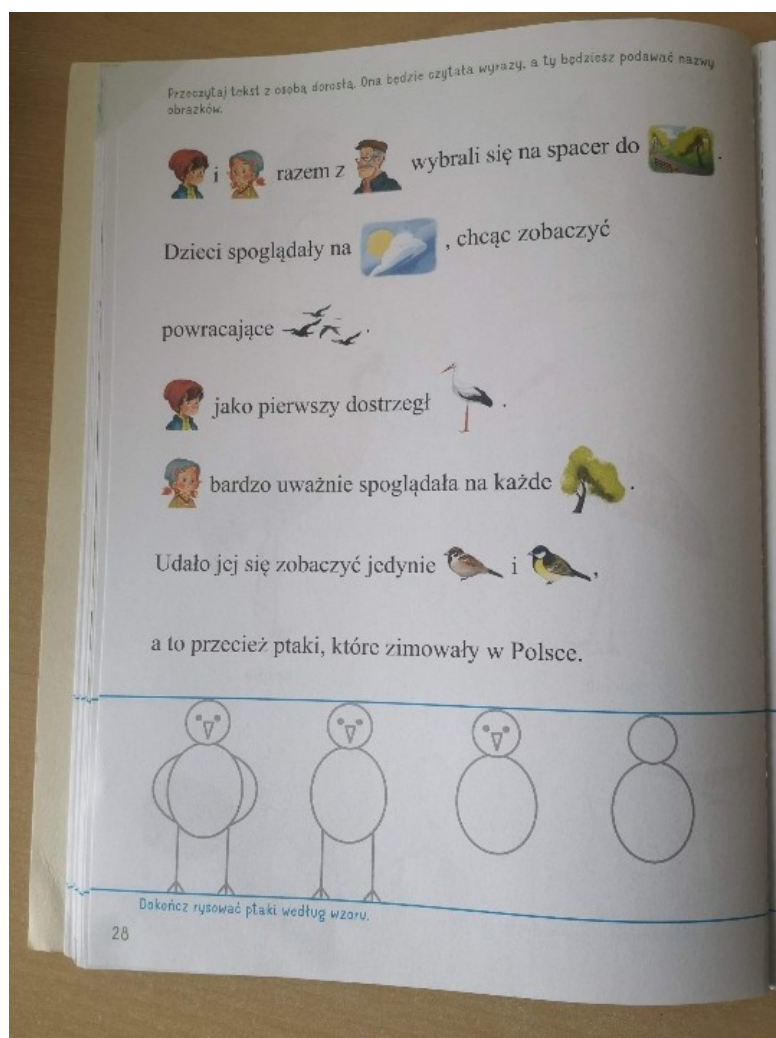 Przeczytaj tekst z osobą dorosłą. Ona będzie czytała wyrazy, a ty będziesz podawać nazwy
obrazków.
i razem z wybrali się na spacer do .
Dzieci spoglądały na , chcąc zobaczyć
powracające .
jako pierwszy dostrzegł .
bardzo uważnie spoglądała na każde .
Udało jej się zobaczyć jedynie i ,
a to przecież ptaki, które zimowały w Polsce.
Dokończ rysować ptaki według wzoru.
28